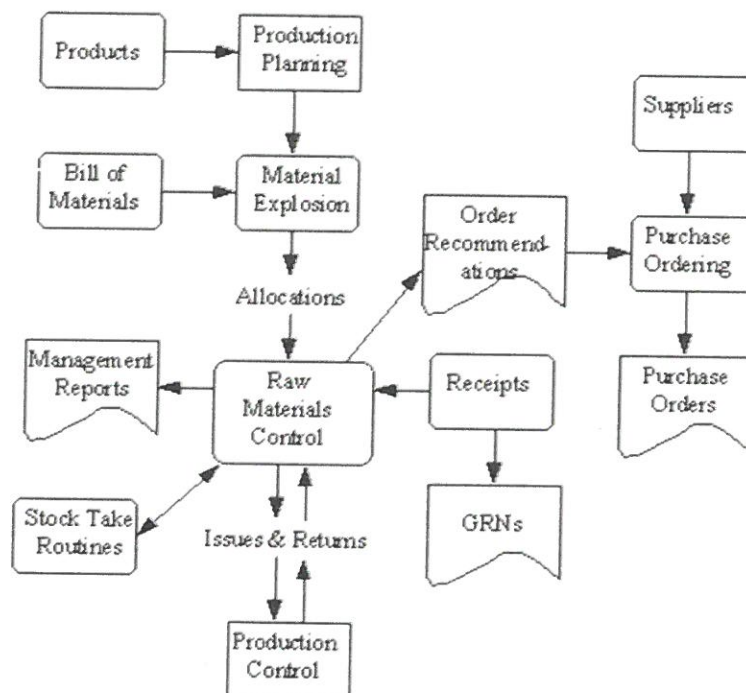 Products
Production
Planning
Suppliers
Bill of
Materials
Material
Explosion
Order
Recommend-
ations
Purchase
Ordering
Allocations
Management
Reports
Raw
Materials
Control
Receipts
Purchase
Orders
Stock Take
Routines
Issues & Returns
GRNs
Production
Control